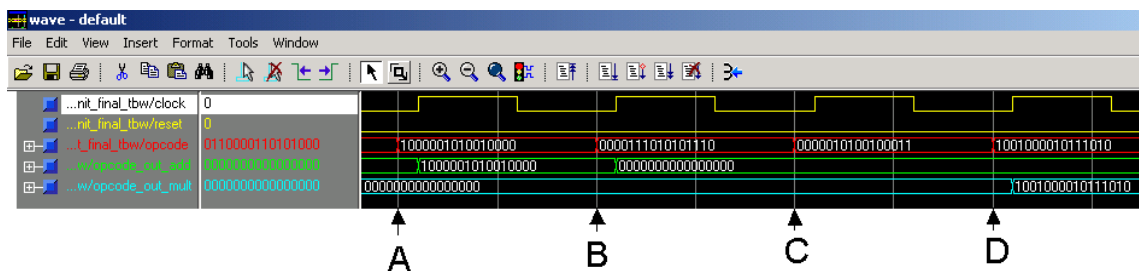 wave - default
File Edit View Insert Format Tools Window
...nit_final_tbw/clock 0
...nit_final_tbw/reset 0
...t_final_tbw/opcode 0110000110101000 1000001010010000 0000111010101110 0000010100100011 1001000010111010
...w/opcode_out_add 0000000000000000 1000001010010000 0000000000000000
...w/opcode_out_mult 0000000000000000 0000000000000000 1001000010111010
A B C D